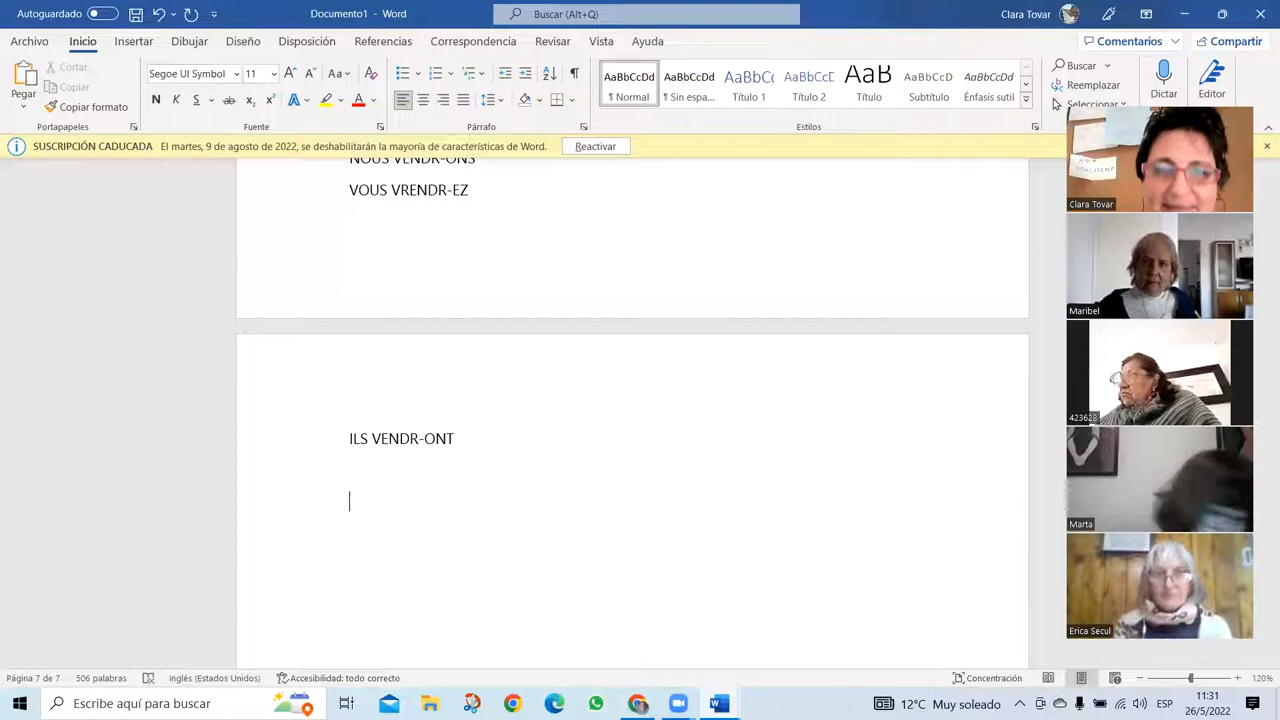 Autoguardado
Documento1 - Word
Buscar (Alt+Q)
Clara Tovar
Archivo Inicio Insertar Dibujar Diseño Disposición Referencias Correspondencia Revisar Vista Ayuda
Comentarios
Compartir
Pegar
Cortar
Copiar
Copiar formato
Portapapeles
Segoe UI Symbol 11
Aa
N K S ab x₂ x² A A
Fuente
Párrafo
AaBbCcDd
Normal
AaBbCcDd
Sin espa...
AaBbCc
Título 1
AaBbCcD
Título 2
AaB
Título
AaBbCcD
Subtítulo
AaBbCcDd
Énfasis sutil
Estilos
Buscar
Reemplazar
Seleccionar
Dictar
Editor
SUSCRIPCIÓN CADUCADA El martes, 9 de agosto de 2022, se deshabilitarán la mayoría de características de Word.
Reactivar
NOUS VENDR-ONS
VOUS VRENDR-EZ
ILS VENDR-ONT
Clara Tovar
Maribel
423628
Marta
Erica Secul
Página 7 de 7 506 palabras Inglés (Estados Unidos) Accesibilidad: todo correcto
Concentración
120%
Escribe aquí para buscar
12°C Muy soleado
ESP
11:31
26/5/2022